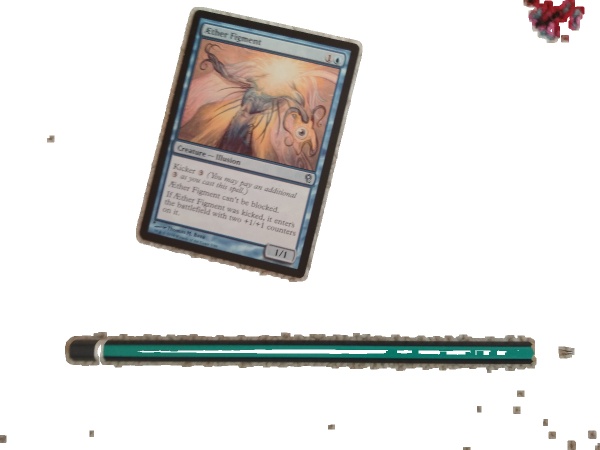 Æther Figment 1
Creature — Illusion
Kicker 3 (You may pay an additional
3 as you cast this spell.)
Æther Figment can't be blocked.
If Æther Figment was kicked, it enters
the battlefield with two +1/+1 counters
on it.
1/1